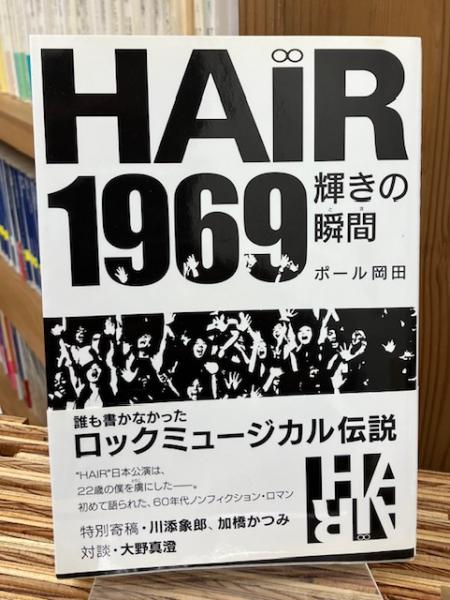 HAiR
1969
輝きの
瞬間
とき
ポール岡田
誰も書かなかった
ロックミュージカル伝説
“HAIR”日本公演は、
22歳の僕を虜にした――。
初めて語られた、60年代ノンフィクション・ロマン
特別寄稿・川添象郎、加橋かつみ
対談・大野真澄
HAIR